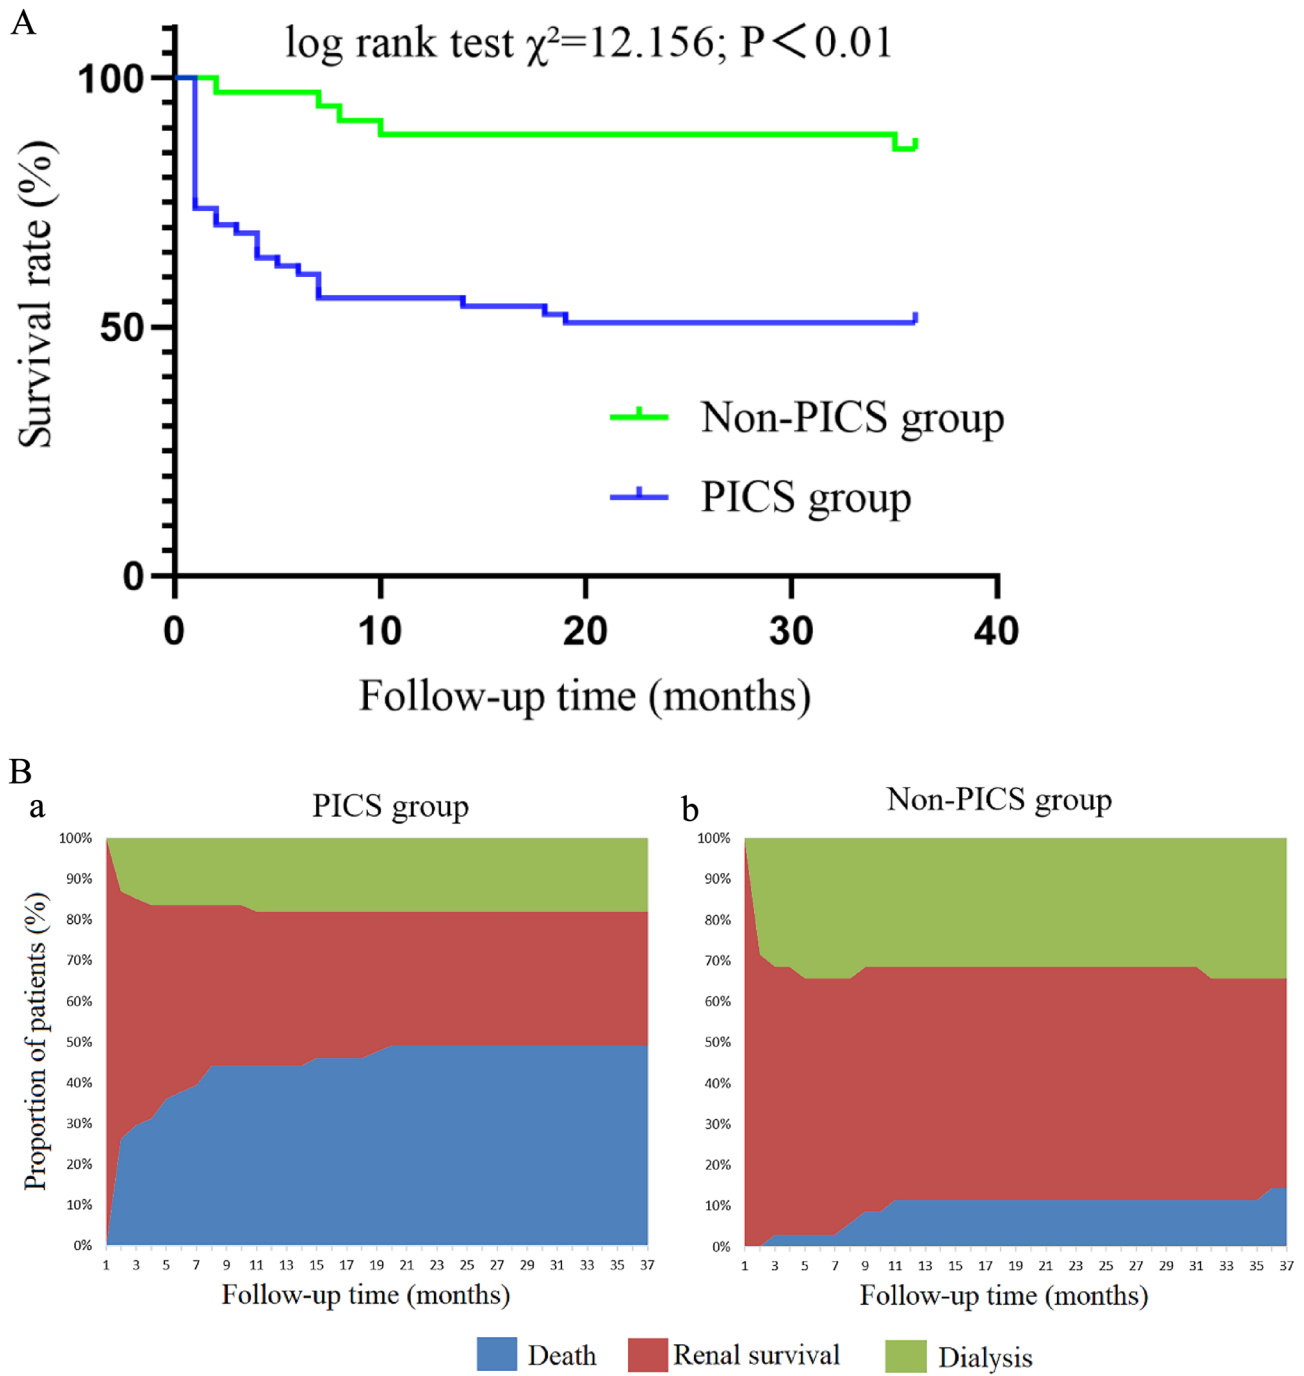 A
log rank test χ²=12.156; P＜0.01
100
50
0
0 10 20 30 40
Survival rate (%)
Follow-up time (months)
Non-PICS group
PICS group
B
a
PICS group
100%
90%
80%
70%
60%
50%
40%
30%
20%
10%
0%
1 3 5 7 9 11 13 15 17 19 21 23 25 27 29 31 33 35 37
Proportion of patients (%)
Follow-up time (months)
b
Non-PICS group
100%
90%
80%
70%
60%
50%
40%
30%
20%
10%
0%
1 3 5 7 9 11 13 15 17 19 21 23 25 27 29 31 33 35 37
Follow-up time (months)
Death Renal survival Dialysis